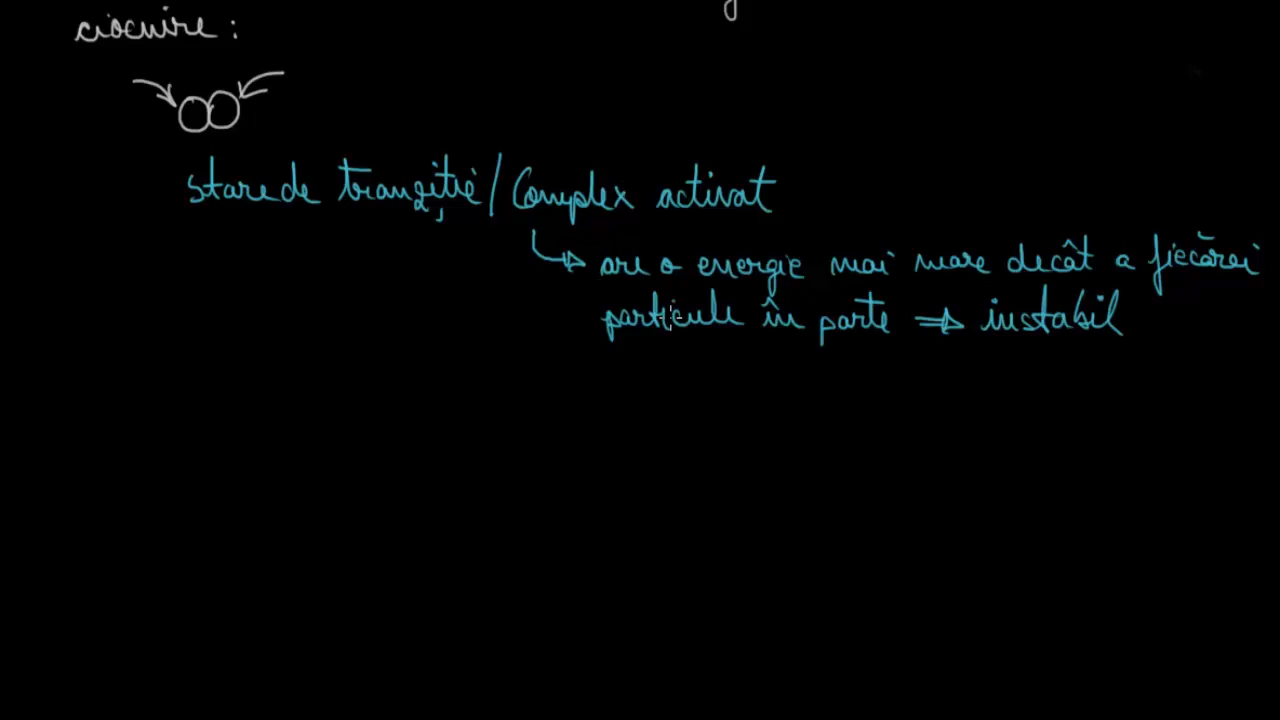 ciocnire :
stare de tranziție / Complex activat
are o energie mai mare decât a fiecărei
particule în parte => instabil